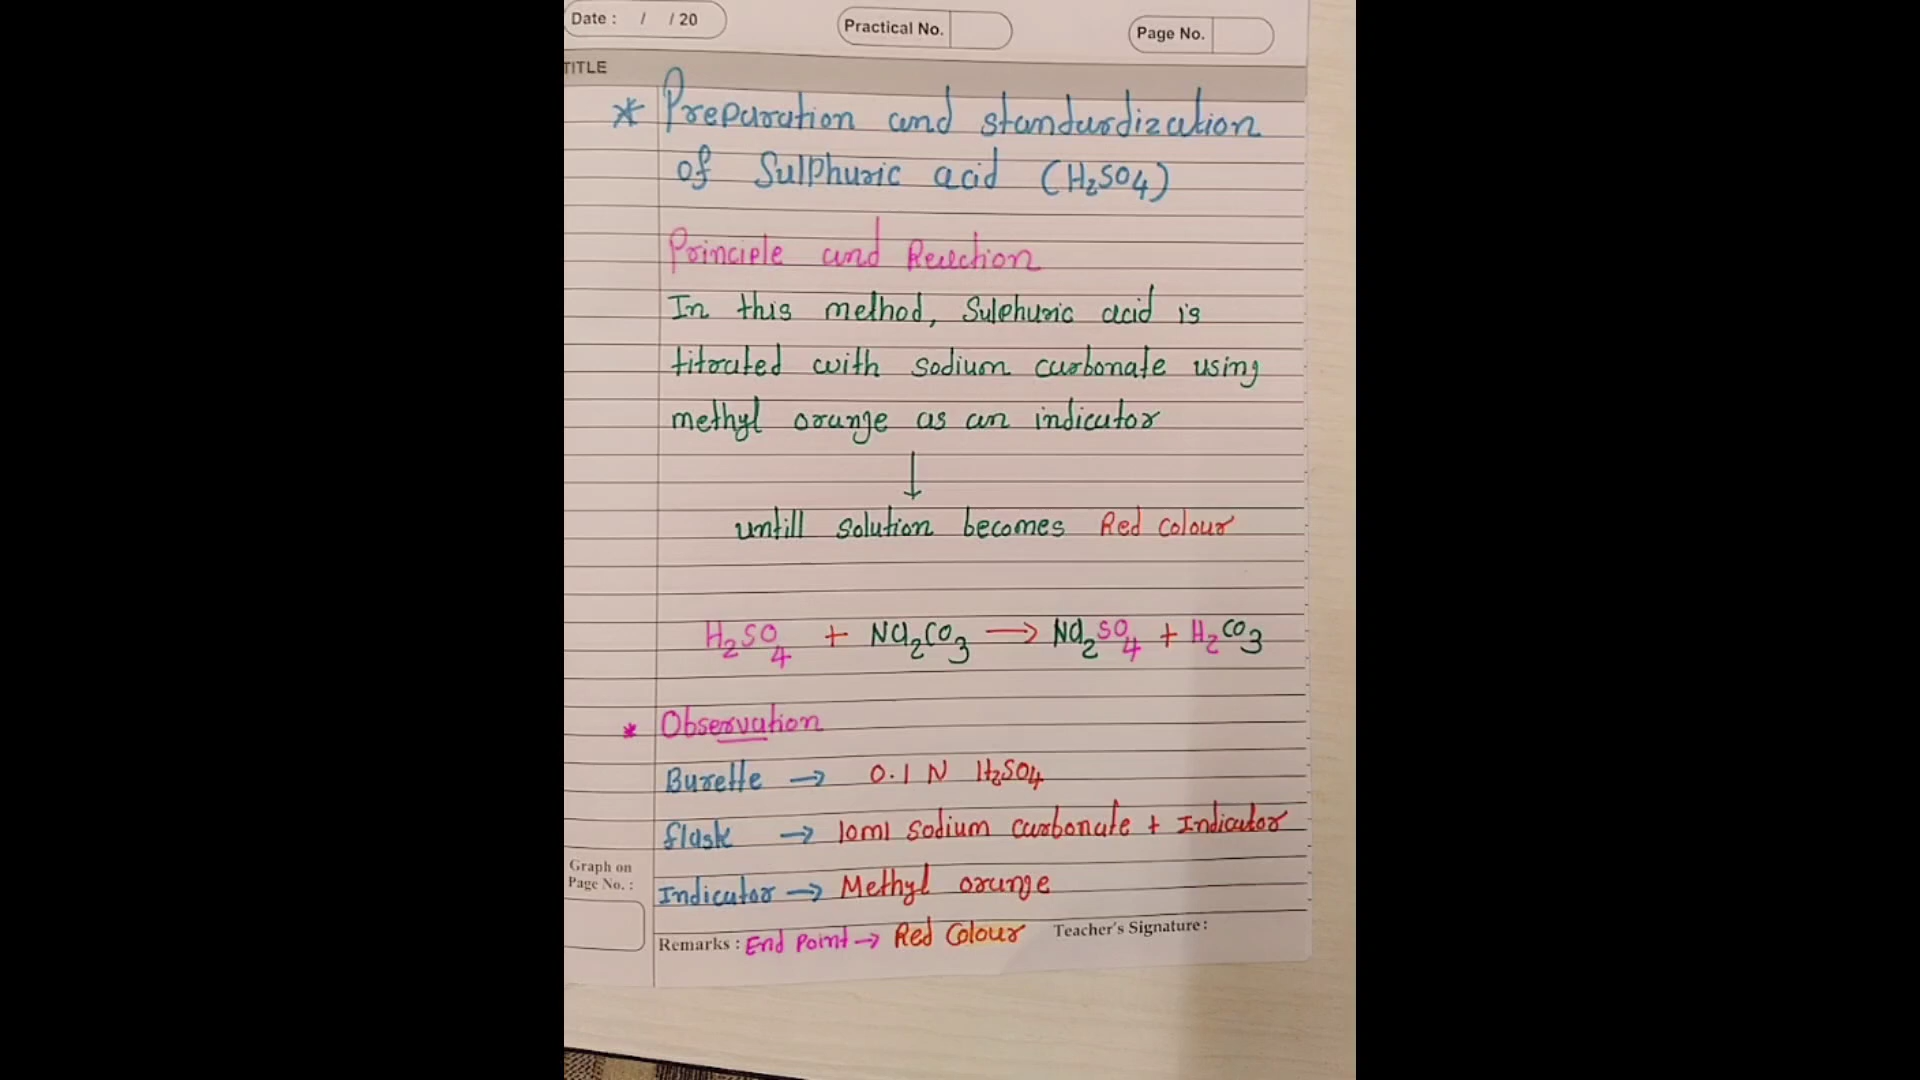 Date :    /    / 20
Practical No.
Page No.
TITLE
* Preparation and standardization
of Sulphuric acid (H₂SO₄)
Principle and Reaction
In this method, Sulphuric acid is
titrated with sodium carbonate using
methyl orange as an indicator
↓
untill solution becomes Red colour
H₂SO₄ + Na₂CO₃ → Na₂SO₄ + H₂CO₃
* Observation
Burette → 0.1 N H₂SO₄
flask → 10ml sodium carbonate + Indicator
Graph on
Page No. :
Indicator → Methyl orange
Remarks : End Point → Red Colour
Teacher's Signature :